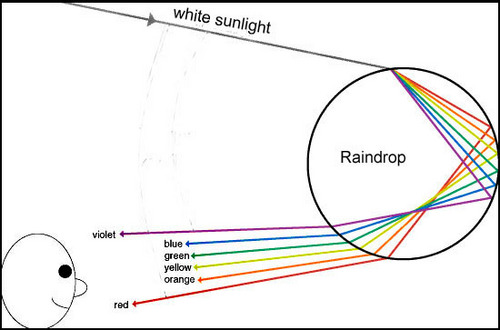 white sunlight
Raindrop
violet
blue
green
yellow
orange
red